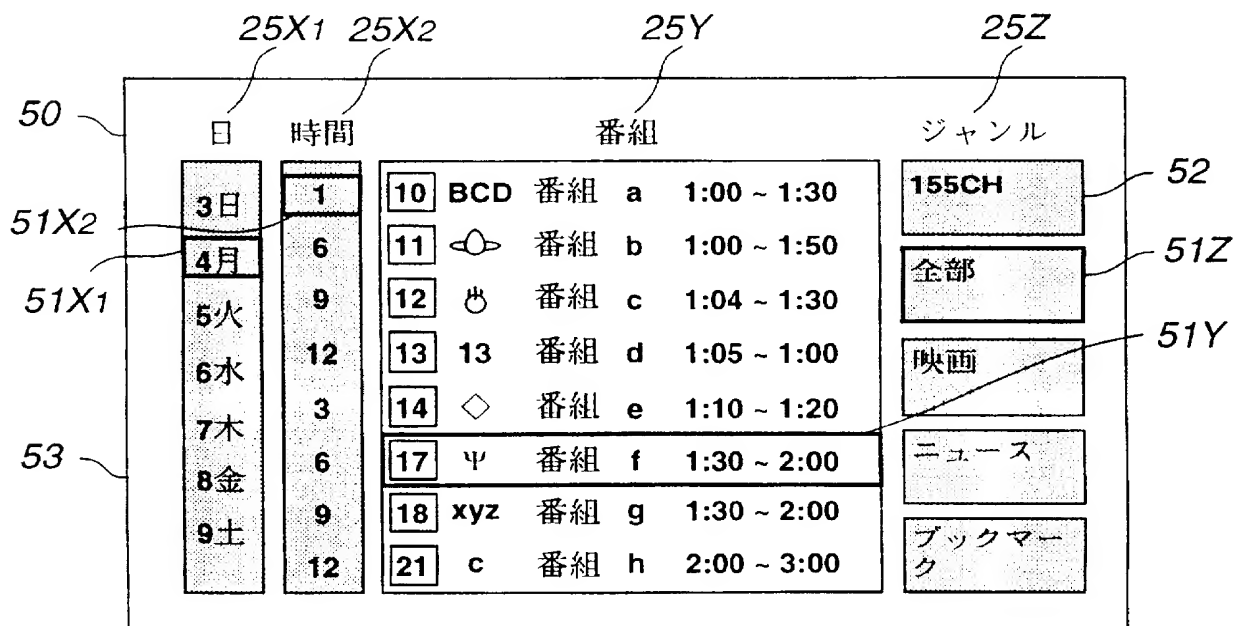 25X1 25X2 25Y 25Z
50
日 時間 番組 ジャンル
3日
4月
5火
6水
7木
8金
9土
1
6
9
12
3
6
9
12
10 BCD 番組 a 1:00 ~ 1:30
11 番組 b 1:00 ~ 1:50
12 番組 c 1:04 ~ 1:30
13 13 番組 d 1:05 ~ 1:00
14 ◇ 番組 e 1:10 ~ 1:20
17 Ψ 番組 f 1:30 ~ 2:00
18 xyz 番組 g 1:30 ~ 2:00
21 c 番組 h 2:00 ~ 3:00
155CH
全部
映画
ニュース
ブックマー
ク
52
51Z
51Y
51X2
51X1
53